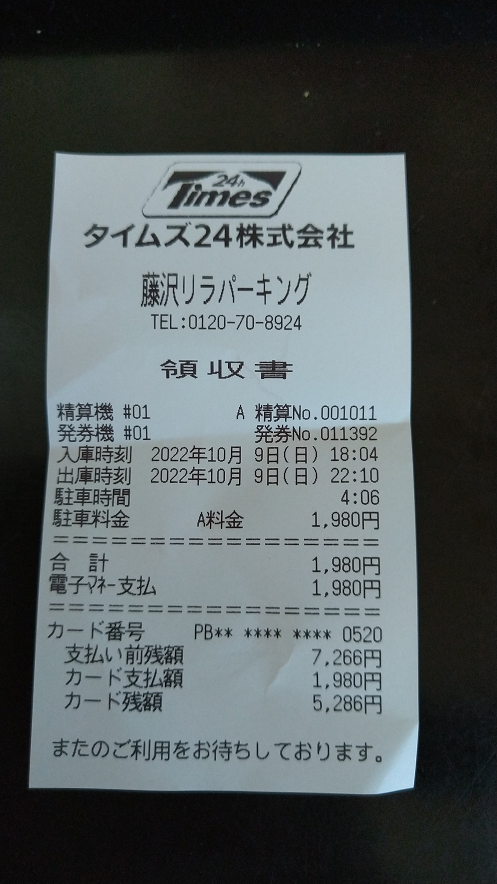 24h
Times
タイムズ24株式会社
藤沢リラパーキング
TEL:0120-70-8924
領収書
精算機 #01 A 精算No.001011
発券機 #01 発券No.011392
入庫時刻 2022年10月 9日(日) 18:04
出庫時刻 2022年10月 9日(日) 22:10
駐車時間 4:06
駐車料金 A料金 1,980円
==================
合 計 1,980円
電子ﾏﾈｰ支払 1,980円
==================
カード番号 PB** **** **** 0520
支払い前残額 7,266円
カード支払額 1,980円
カード残額 5,286円
またのご利用をお待ちしております。